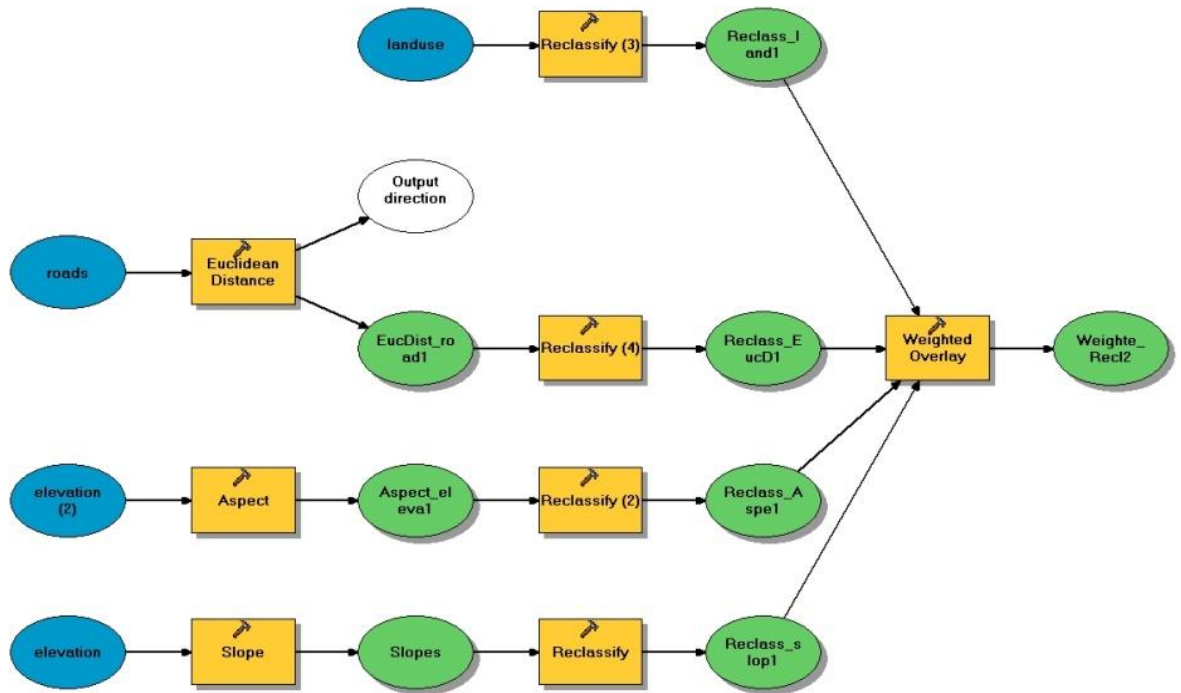 landuse
Reclassify (3)
Reclass_l
and1
Output
direction
roads
Euclidean
Distance
EucDist_ro
ad1
Reclassify (4)
Reclass_E
ucD1
Weighted
Overlay
Weighte_
Recl2
elevation
(2)
Aspect
Aspect_el
eva1
Reclassify (2)
Reclass_A
spe1
elevation
Slope
Slopes
Reclassify
Reclass_s
lop1